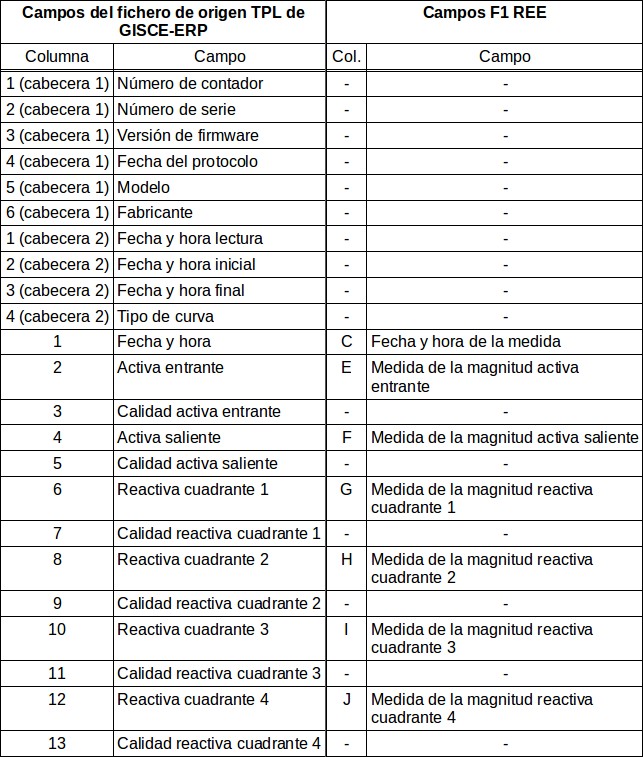 Campos del fichero de origen TPL de GISCE-ERP | Campos F1 REE
Columna | Campo | Col. | Campo
1 (cabecera 1) | Número de contador | - | -
2 (cabecera 1) | Número de serie | - | -
3 (cabecera 1) | Versión de firmware | - | -
4 (cabecera 1) | Fecha del protocolo | - | -
5 (cabecera 1) | Modelo | - | -
6 (cabecera 1) | Fabricante | - | -
1 (cabecera 2) | Fecha y hora lectura | - | -
2 (cabecera 2) | Fecha y hora inicial | - | -
3 (cabecera 2) | Fecha y hora final | - | -
4 (cabecera 2) | Tipo de curva | - | -
1 | Fecha y hora | C | Fecha y hora de la medida
2 | Activa entrante | E | Medida de la magnitud activa entrante
3 | Calidad activa entrante | - | -
4 | Activa saliente | F | Medida de la magnitud activa saliente
5 | Calidad activa saliente | - | -
6 | Reactiva cuadrante 1 | G | Medida de la magnitud reactiva cuadrante 1
7 | Calidad reactiva cuadrante 1 | - | -
8 | Reactiva cuadrante 2 | H | Medida de la magnitud reactiva cuadrante 2
9 | Calidad reactiva cuadrante 2 | - | -
10 | Reactiva cuadrante 3 | I | Medida de la magnitud reactiva cuadrante 3
11 | Calidad reactiva cuadrante 3 | - | -
12 | Reactiva cuadrante 4 | J | Medida de la magnitud reactiva cuadrante 4
13 | Calidad reactiva cuadrante 4 | - | -